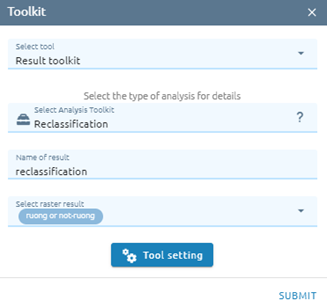 Toolkit
Select tool
Result toolkit
Select the type of analysis for details
Select Analysis Toolkit
Reclassification
?
Name of result
reclassification
Select raster result
ruong or not-ruong
Tool setting
SUBMIT